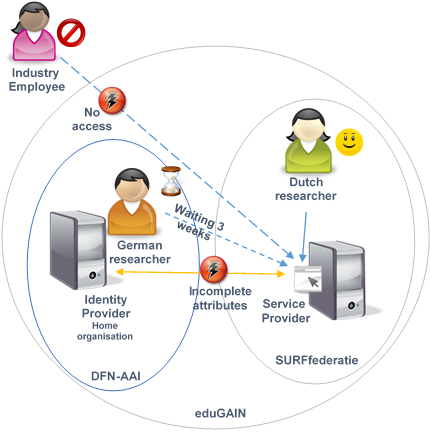 Industry
Employee
No
access
Dutch
researcher
Waiting 3
weeks
German
researcher
Incomplete
attributes
Identity
Provider
Home
organisation
Service
Provider
SURFfederatie
DFN-AAI
eduGAIN